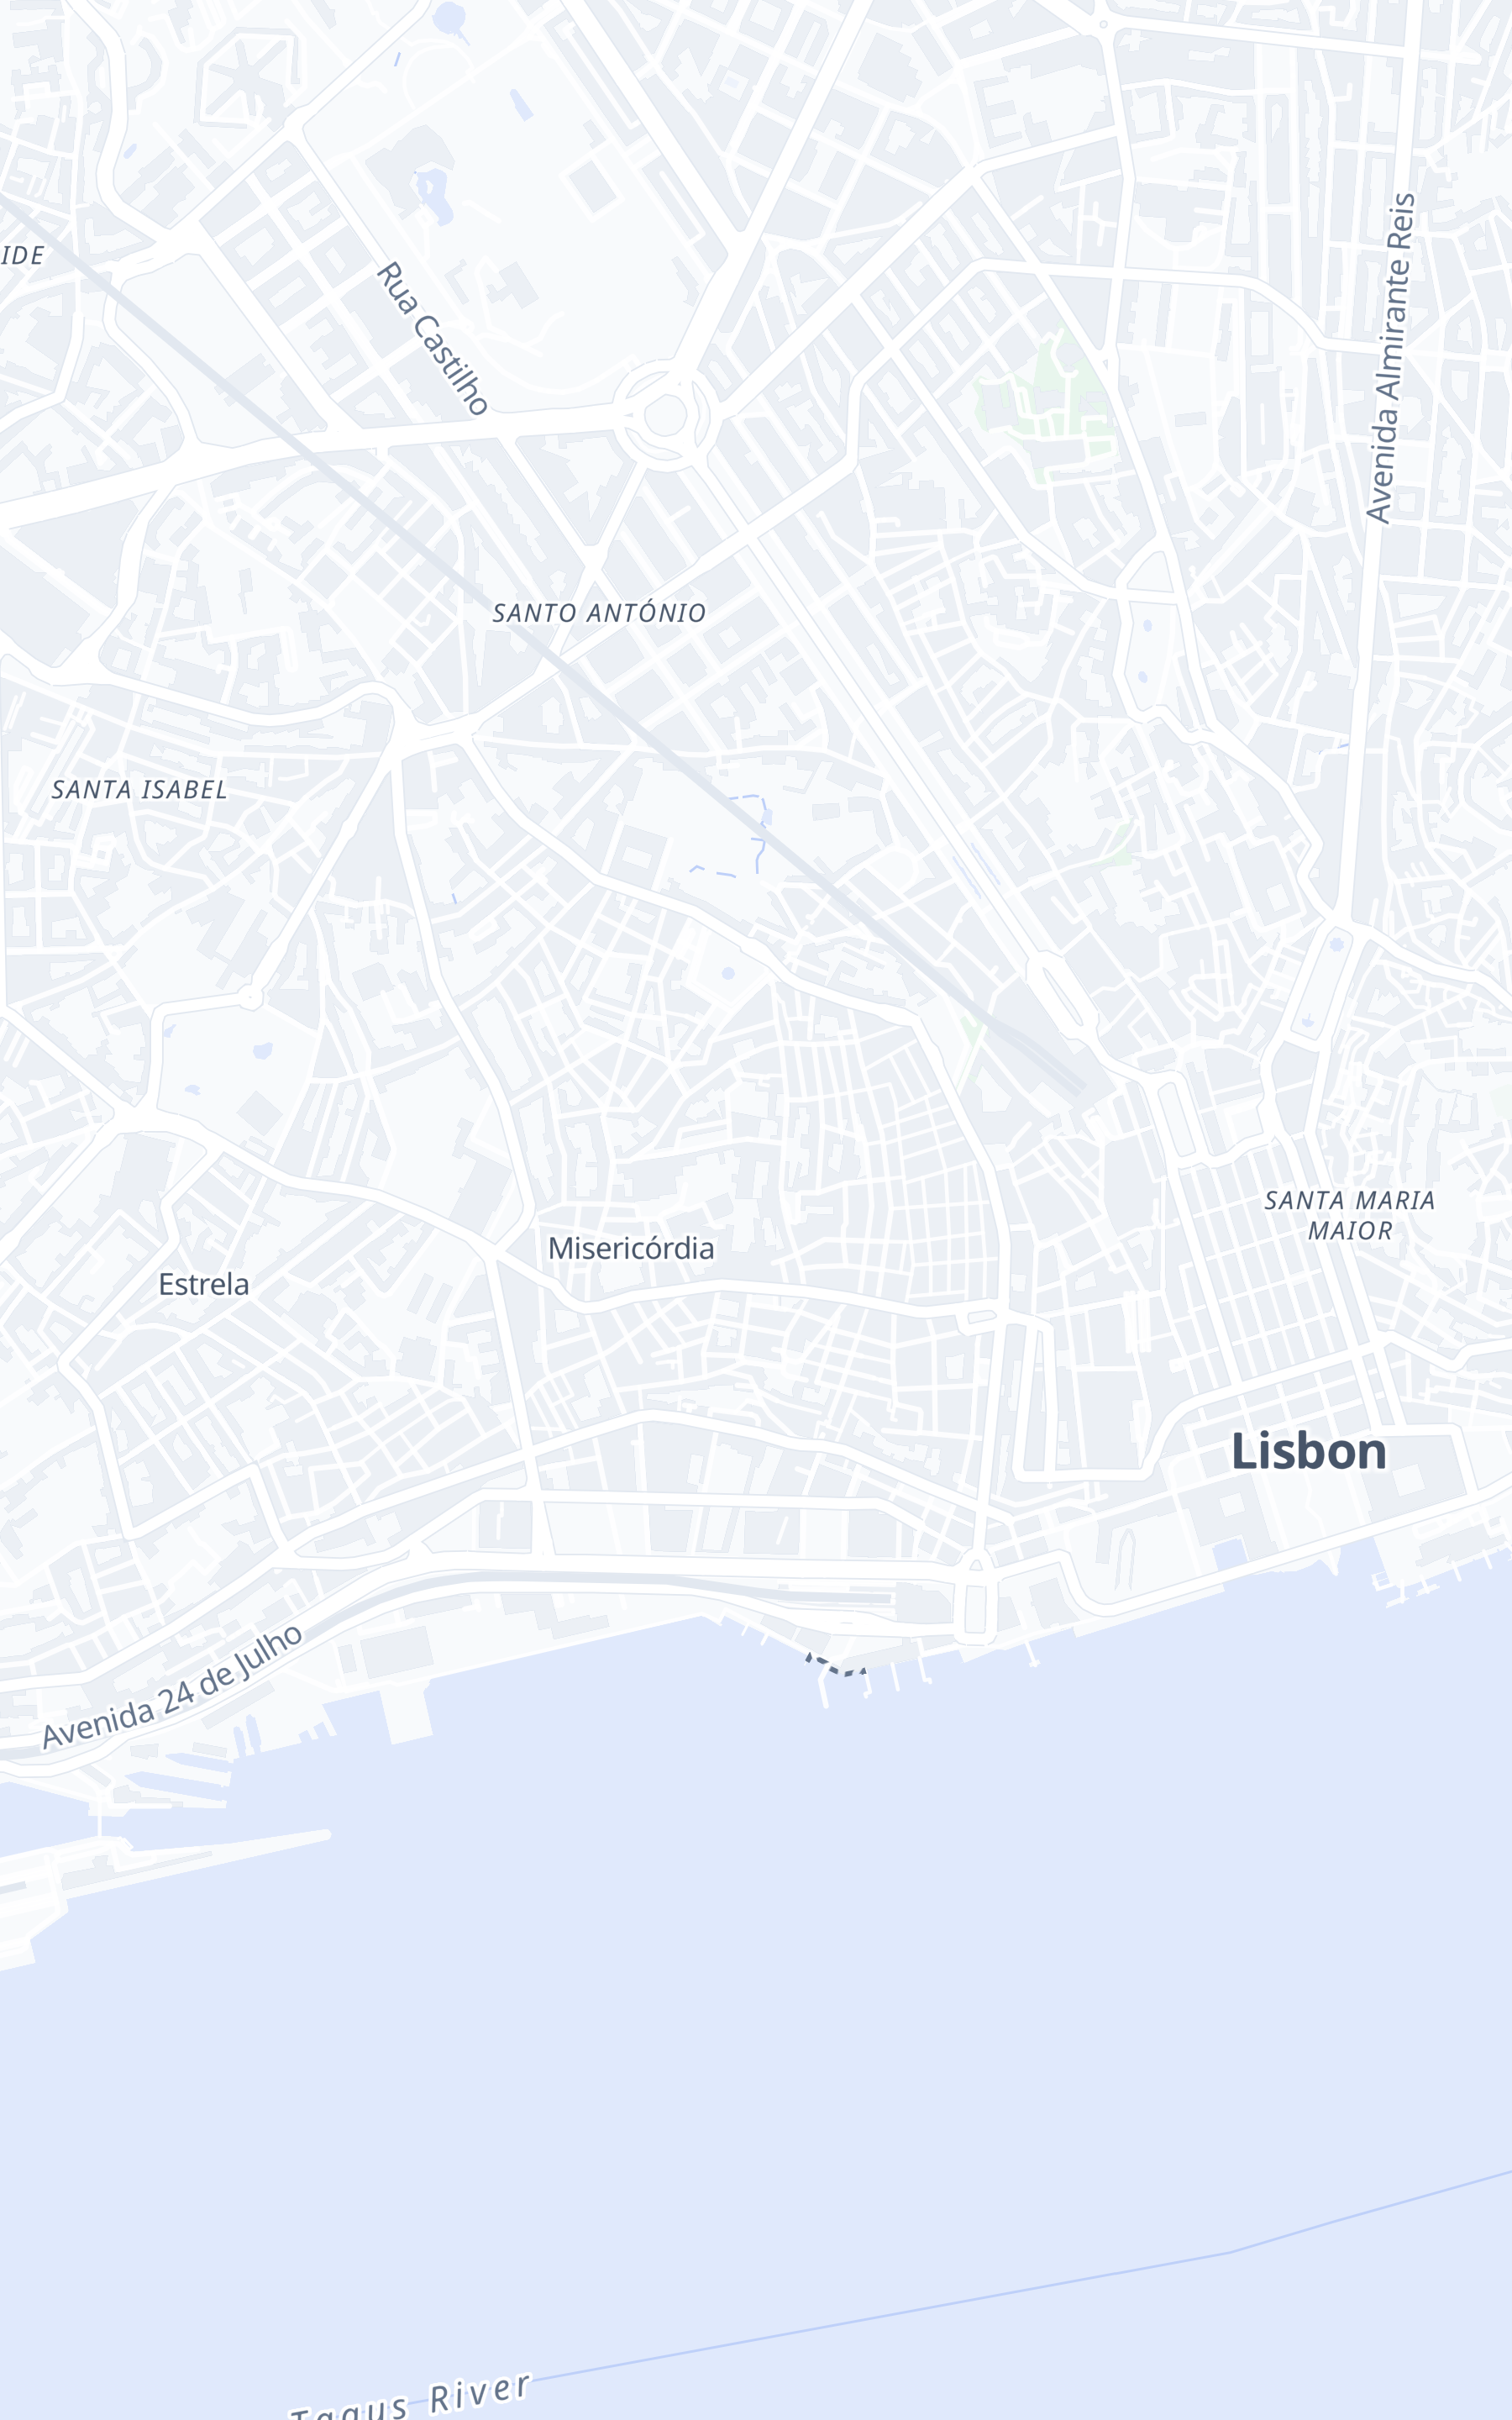 IDE
Rua Castilho
Avenida Almirante Reis
SANTO ANTÓNIO
SANTA ISABEL
SANTA MARIA
MAIOR
Misericórdia
Estrela
Lisbon
Avenida 24 de Julho
Tagus River